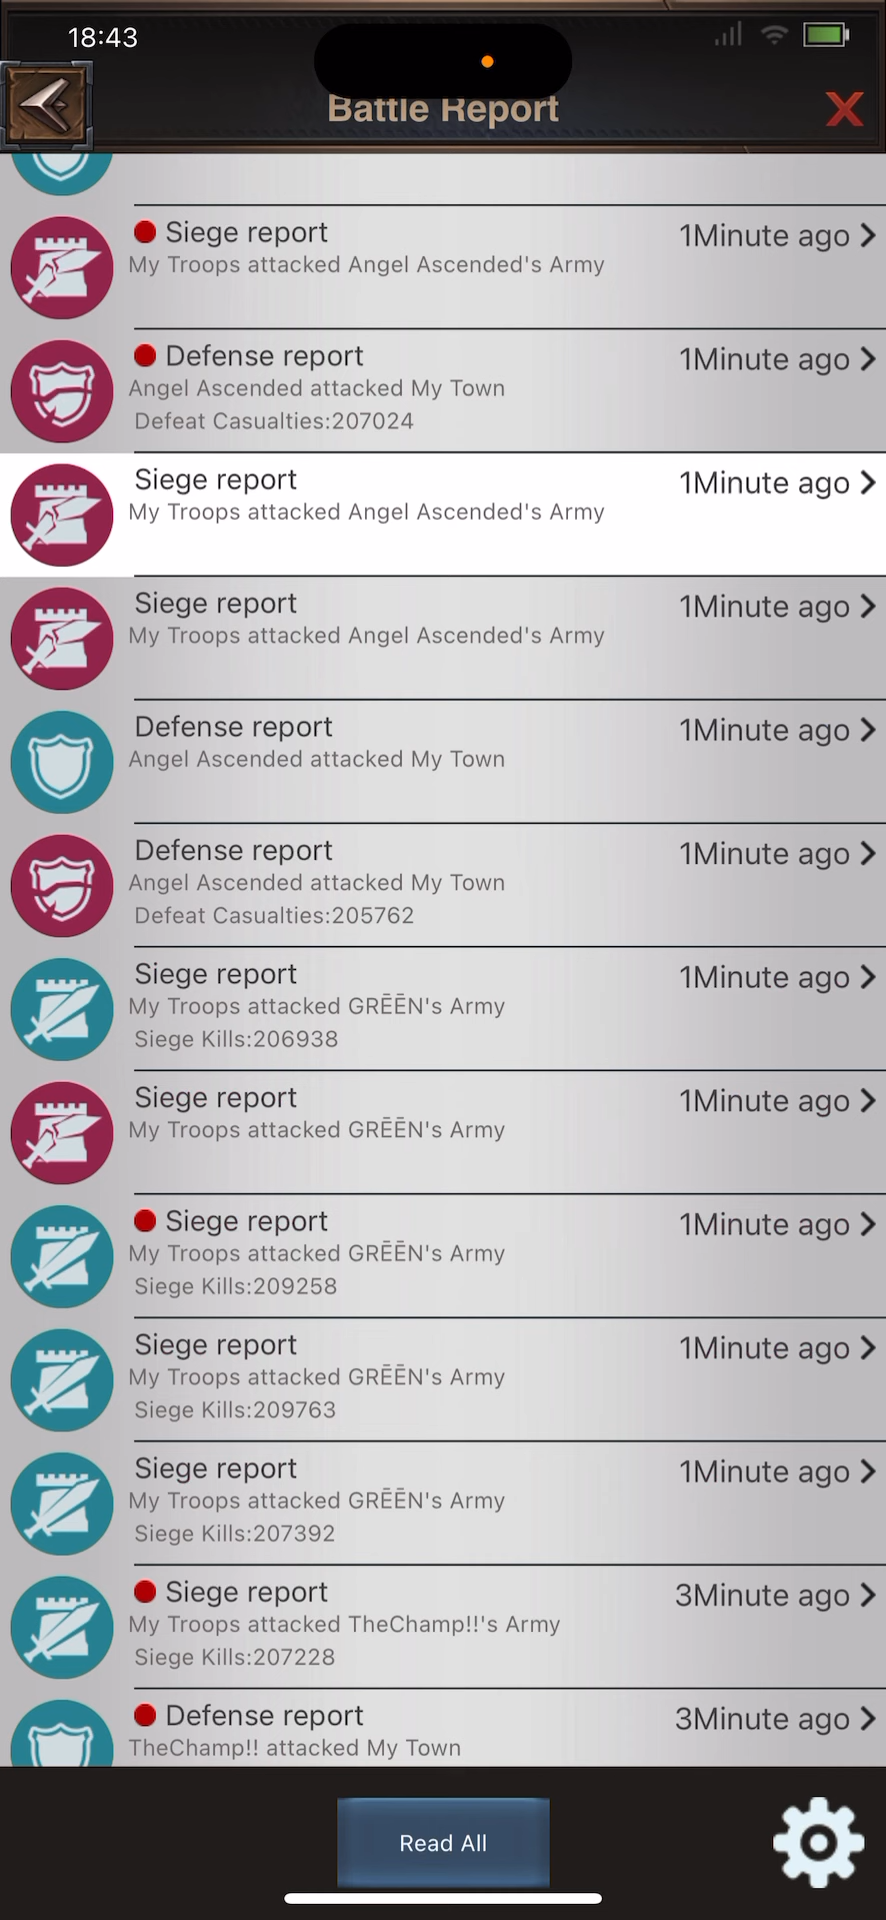 18:43
Battle Report
Siege report
1Minute ago
My Troops attacked Angel Ascended's Army
Defense report
1Minute ago
Angel Ascended attacked My Town
Defeat Casualties:207024
Siege report
1Minute ago
My Troops attacked Angel Ascended's Army
Siege report
1Minute ago
My Troops attacked Angel Ascended's Army
Defense report
1Minute ago
Angel Ascended attacked My Town
Defense report
1Minute ago
Angel Ascended attacked My Town
Defeat Casualties:205762
Siege report
1Minute ago
My Troops attacked GRĒĒN's Army
Siege Kills:206938
Siege report
1Minute ago
My Troops attacked GRĒĒN's Army
Siege report
1Minute ago
My Troops attacked GRĒĒN's Army
Siege Kills:209258
Siege report
1Minute ago
My Troops attacked GRĒĒN's Army
Siege Kills:209763
Siege report
1Minute ago
My Troops attacked GRĒĒN's Army
Siege Kills:207392
Siege report
3Minute ago
My Troops attacked TheChamp!!'s Army
Siege Kills:207228
Defense report
3Minute ago
TheChamp!! attacked My Town
Read All